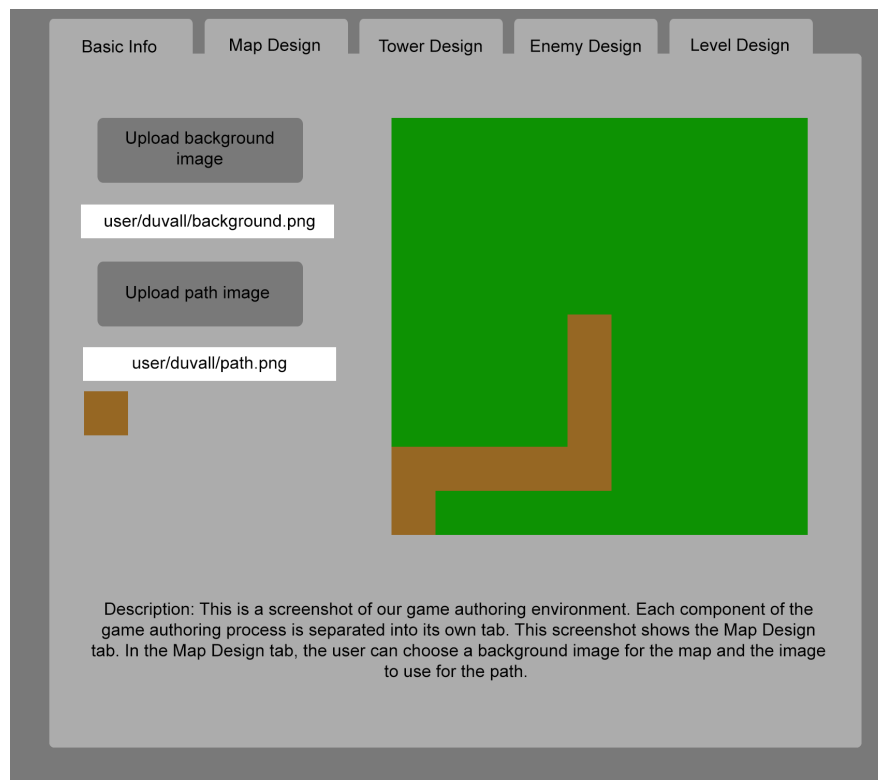 Basic Info
Map Design
Tower Design
Enemy Design
Level Design
Upload background
image
user/duvall/background.png
Upload path image
user/duvall/path.png
Description: This is a screenshot of our game authoring environment. Each component of the
game authoring process is separated into its own tab. This screenshot shows the Map Design
tab. In the Map Design tab, the user can choose a background image for the map and the image
to use for the path.